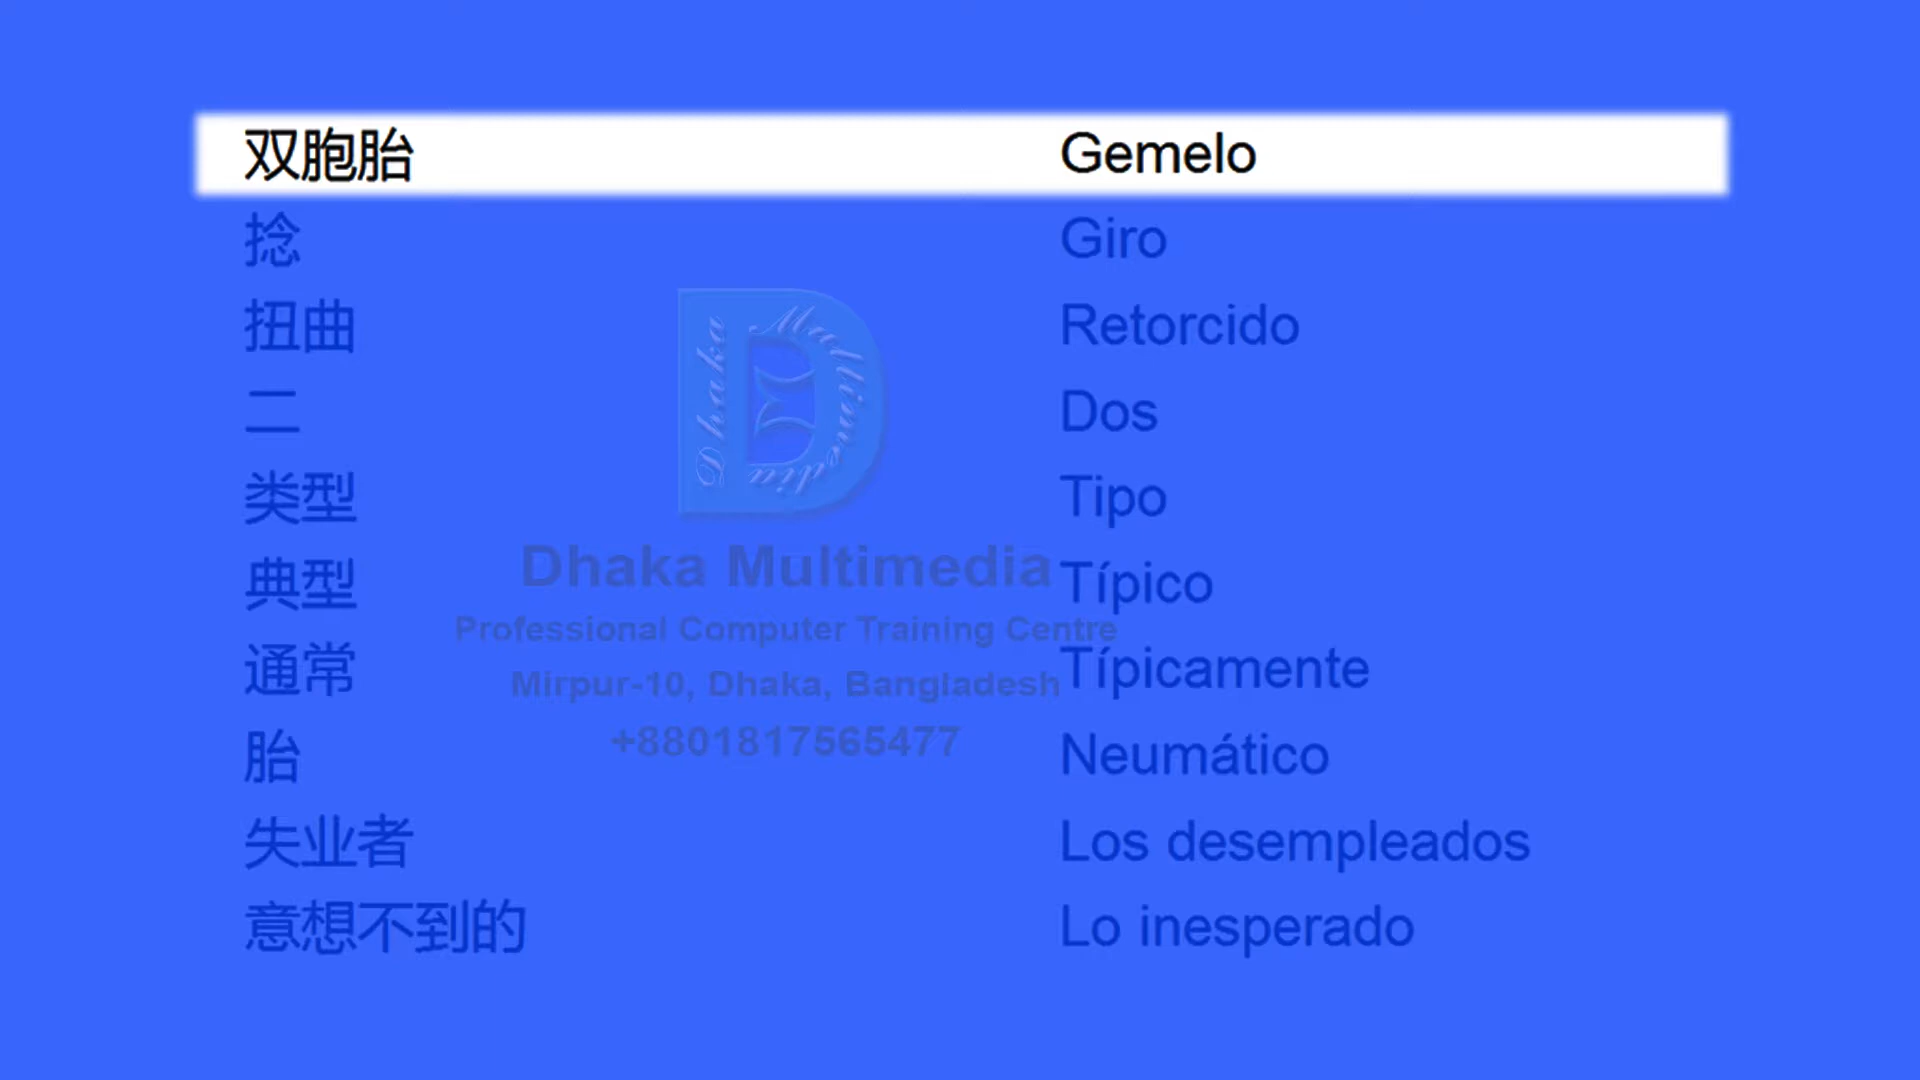 双胞胎 Gemelo
捻 Giro
扭曲 Retorcido
二 Dos
类型 Tipo
典型 Típico
通常 Típicamente
胎 Neumático
失业者 Los desempleados
意想不到的 Lo inesperado
Dhaka Multimedia
Dhaka Multimedia
Professional Computer Training Centre
Mirpur-10, Dhaka, Bangladesh
+8801817565477